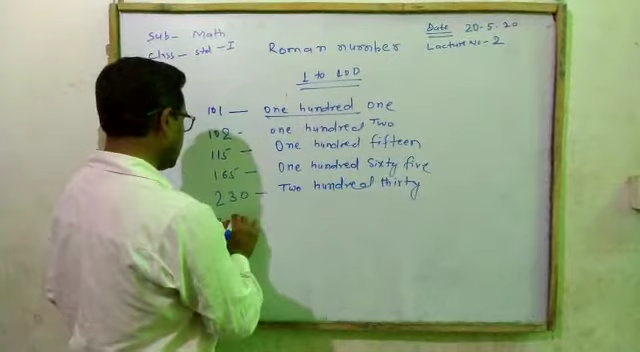 Sub- Math
Date 20-5-20
Class- Std-I
Roman number
Lacture No-2
1 to 100
101 — One hundred One
102 - One hundred Two
115 — One hundred fifteen
165 — One hundred Sixty five
230 — Two hundred thirty